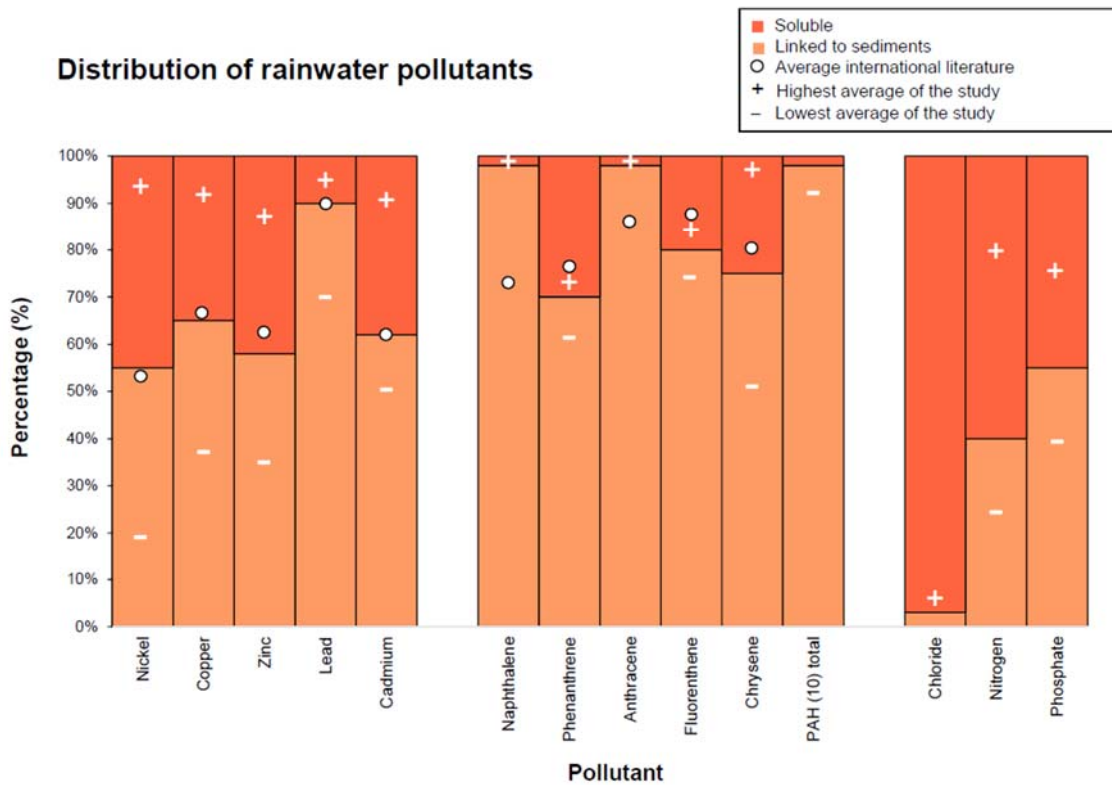 Soluble
Linked to sediments
Average international literature
Highest average of the study
Lowest average of the study
Distribution of rainwater pollutants
Percentage (%)
100%
90%
80%
70%
60%
50%
40%
30%
20%
10%
0%
Nickel
Copper
Zinc
Lead
Cadmium
Naphthalene
Phenanthrene
Anthracene
Fluorenthene
Chrysene
PAH (10) total
Chloride
Nitrogen
Phosphate
Pollutant